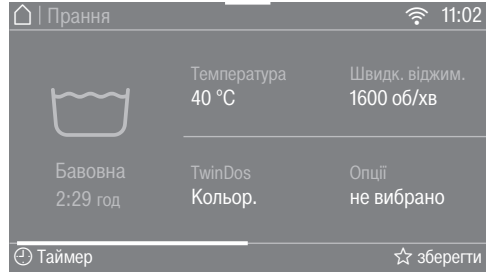 | Прання 11:02
Температура Швидк. віджим.
40 °C 1600 об/хв
Бавовна TwinDos Опції
2:29 год Кольор. не вибрано
Таймер зберегти